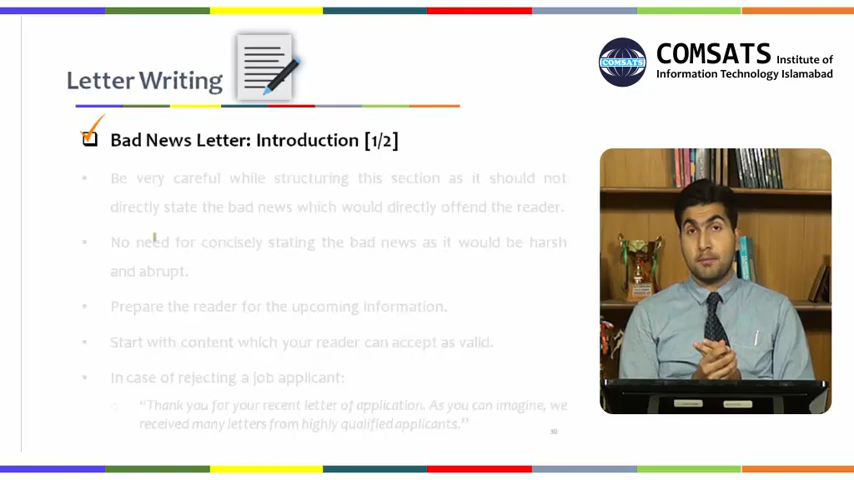 Letter Writing
COMSATS Institute of
Information Technology Islamabad
COMSATS
Bad News Letter: Introduction [1/2]
• Be very careful while structuring this section as it should not
directly state the bad news which would directly offend the reader.
• No need for concisely stating the bad news as it would be harsh
and abrupt.
• Prepare the reader for the upcoming information.
• Start with content which your reader can accept as valid.
• In case of rejecting a job applicant:
"Thank you for your recent letter of application. As you can imagine, we
received many letters from highly qualified applicants."